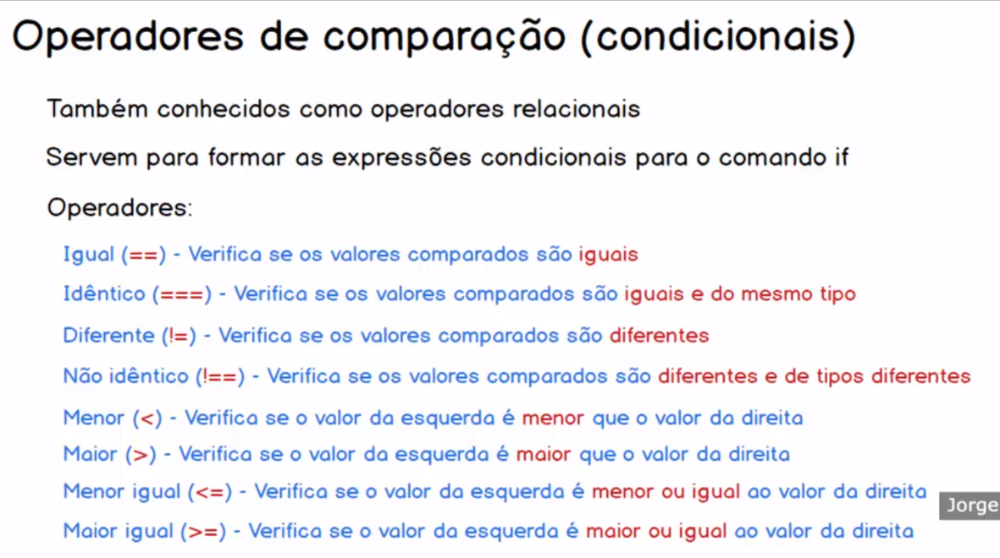 Operadores de comparação (condicionais)
Também conhecidos como operadores relacionais
Servem para formar as expressões condicionais para o comando if
Operadores:
Igual (==) - Verifica se os valores comparados são iguais
Idêntico (===) - Verifica se os valores comparados são iguais e do mesmo tipo
Diferente (!=) - Verifica se os valores comparados são diferentes
Não idêntico (!==) - Verifica se os valores comparados são diferentes e de tipos diferentes
Menor (<) - Verifica se o valor da esquerda é menor que o valor da direita
Maior (>) - Verifica se o valor da esquerda é maior que o valor da direita
Menor igual (<=) - Verifica se o valor da esquerda é menor ou igual ao valor da direita
Jorge
Maior igual (>=) - Verifica se o valor da esquerda é maior ou igual ao valor da direita